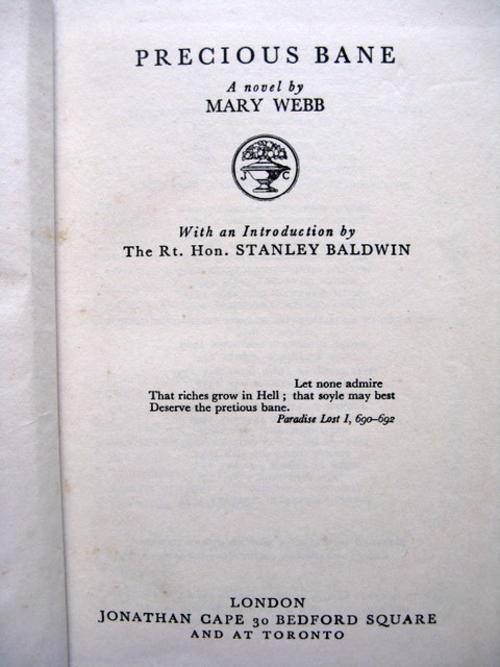 PRECIOUS BANE
A novel by
MARY WEBB
J C
With an Introduction by
The Rt. Hon. STANLEY BALDWIN
Let none admire
That riches grow in Hell ; that soyle may best
Deserve the pretious bane.
Paradise Lost I, 690–692
LONDON
JONATHAN CAPE 30 BEDFORD SQUARE
AND AT TORONTO